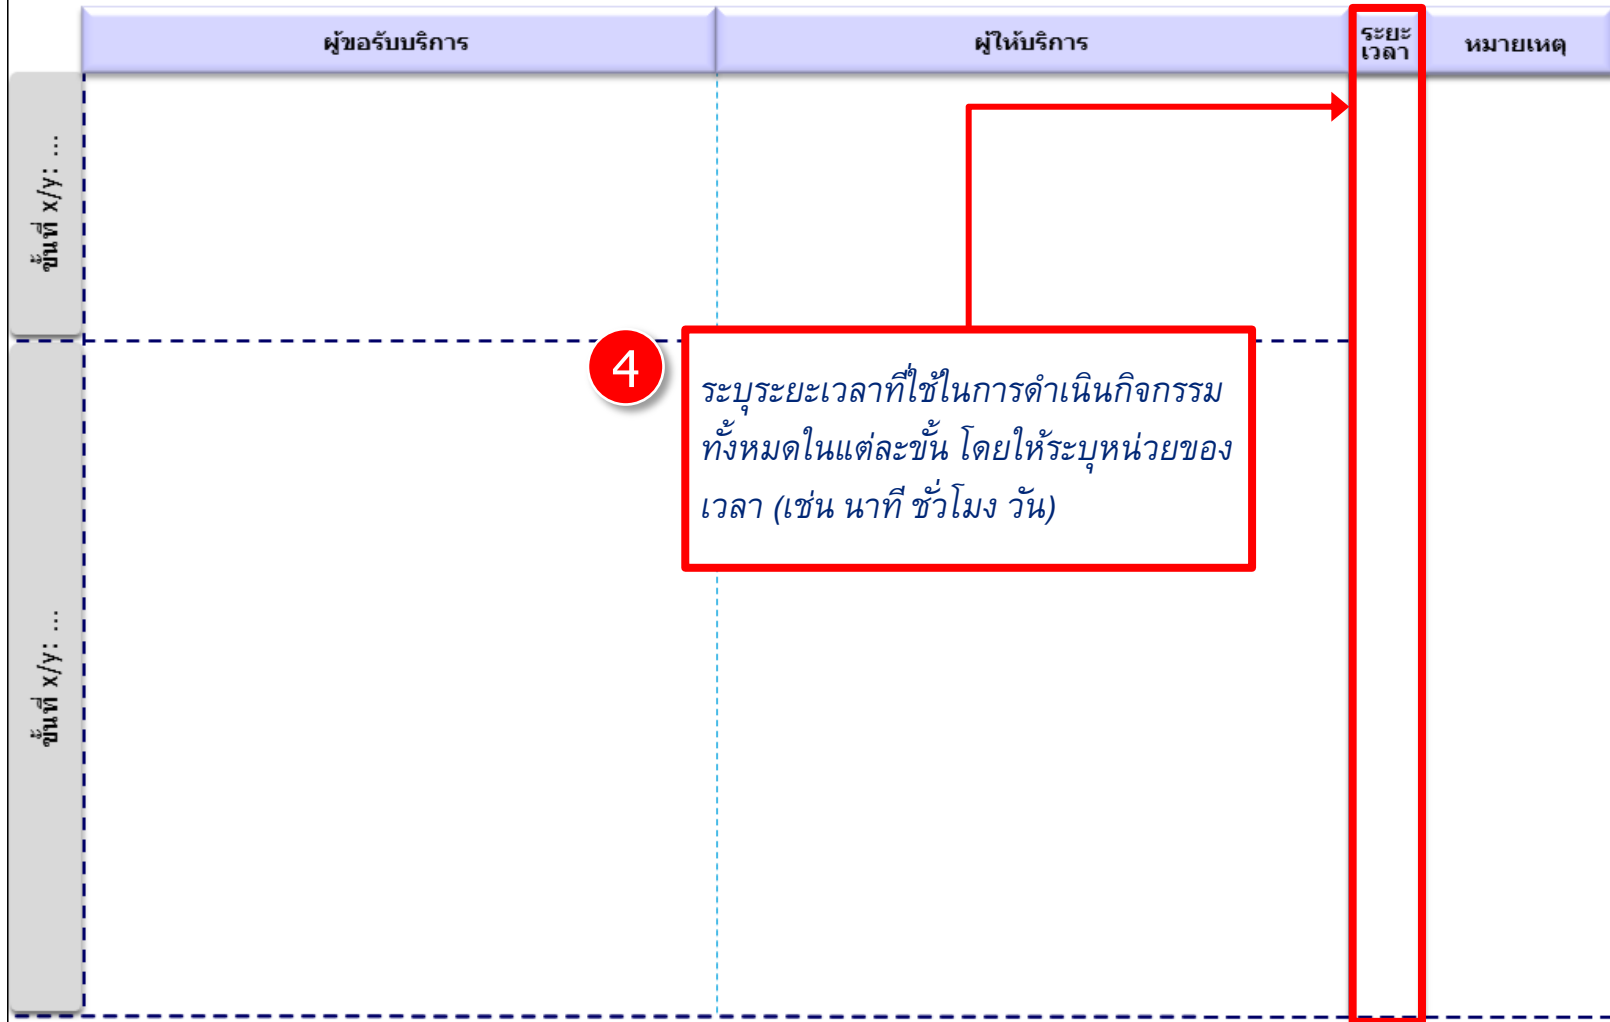 ผู้ขอรับบริการ
ผู้ให้บริการ
ระยะ
เวลา
หมายเหตุ
ขั้นที่ x/y: ...
4
ระบุระยะเวลาที่ใช้ในการดำเนินกิจกรรม
ทั้งหมดในแต่ละขั้น โดยให้ระบุหน่วยของ
เวลา (เช่น นาที ชั่วโมง วัน)
ขั้นที่ x/y: ...